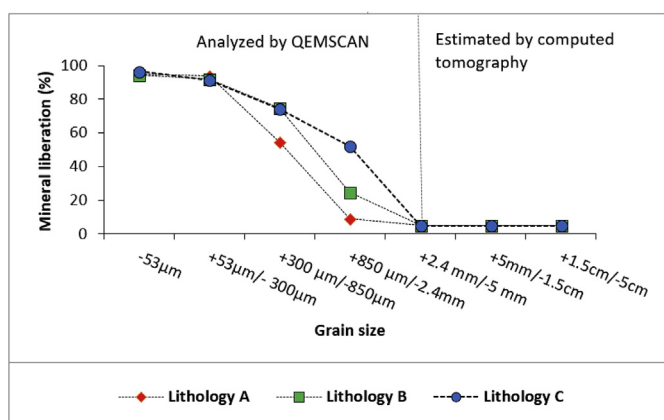 Analyzed by QEMSCAN
Estimated by computed
tomography
Mineral liberation (%)
100
80
60
40
20
0
-53µm
+53µm/- 300µm
+300 µm/-850µm
+850 µm/-2.4mm
+2.4 mm/-5 mm
+5mm/-1.5cm
+1.5cm/-5cm
Grain size
Lithology A
Lithology B
Lithology C